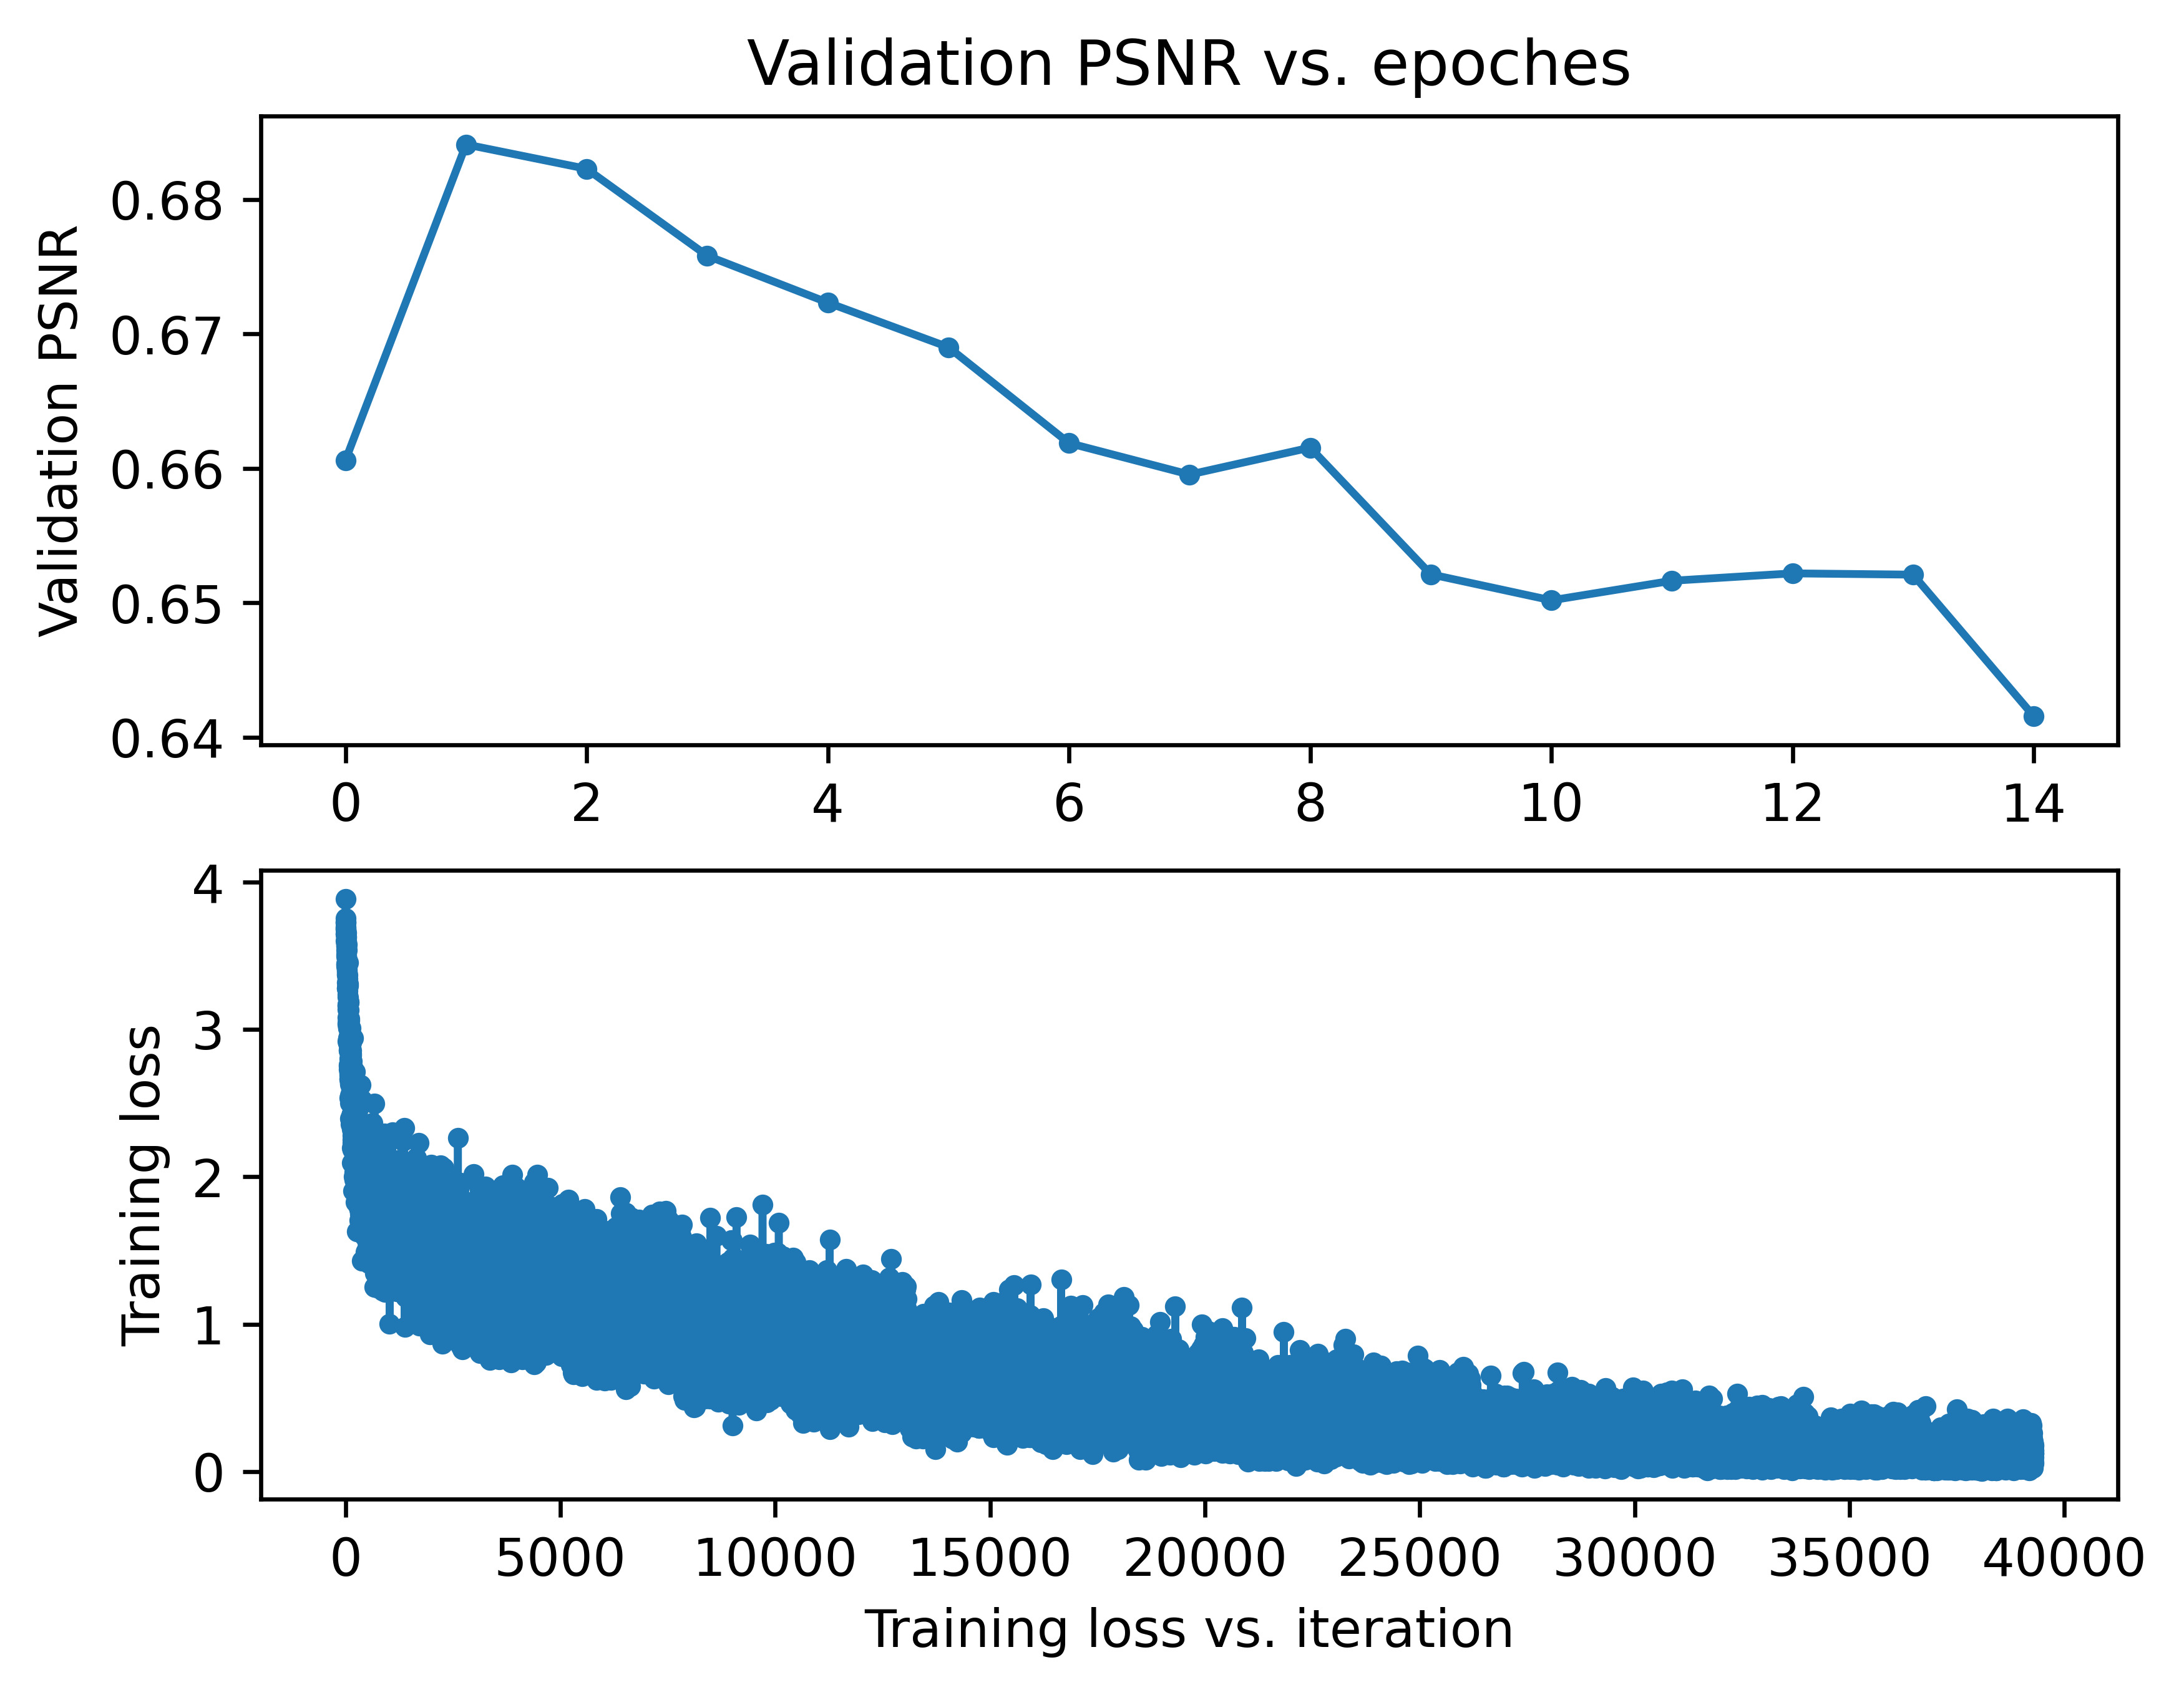 Validation PSNR vs. epoches
Validation PSNR
0.68
0.67
0.66
0.65
0.64
0 2 4 6 8 10 12 14
Training loss
4
3
2
1
0
0 5000 10000 15000 20000 25000 30000 35000 40000
Training loss vs. iteration